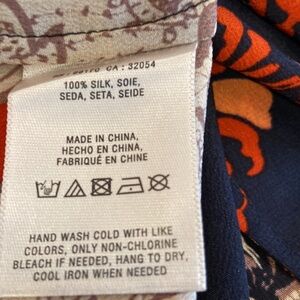 CA : 32054
100% SILK, SOIE,
SEDA, SETA, SEIDE
MADE IN CHINA,
HECHO EN CHINA,
FABRIQUÉ EN CHINE
HAND WASH COLD WITH LIKE
COLORS, ONLY NON-CHLORINE
BLEACH IF NEEDED, HANG TO DRY,
COOL IRON WHEN NEEDED